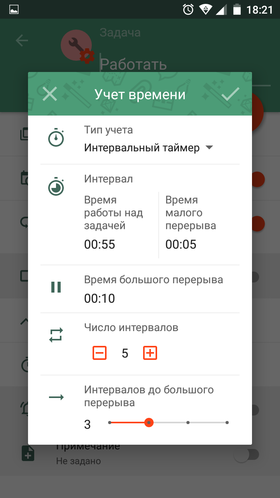 18:21
Задача
Работать
Учет времени
Тип учета
Интервальный таймер
Интервал
Время
работы над
задачей
00:55
Время
малого
перерыва
00:05
Время большого перерыва
00:10
Число интервалов
5
Интервалов до большого
перерыва
3
Примечание
Не задано